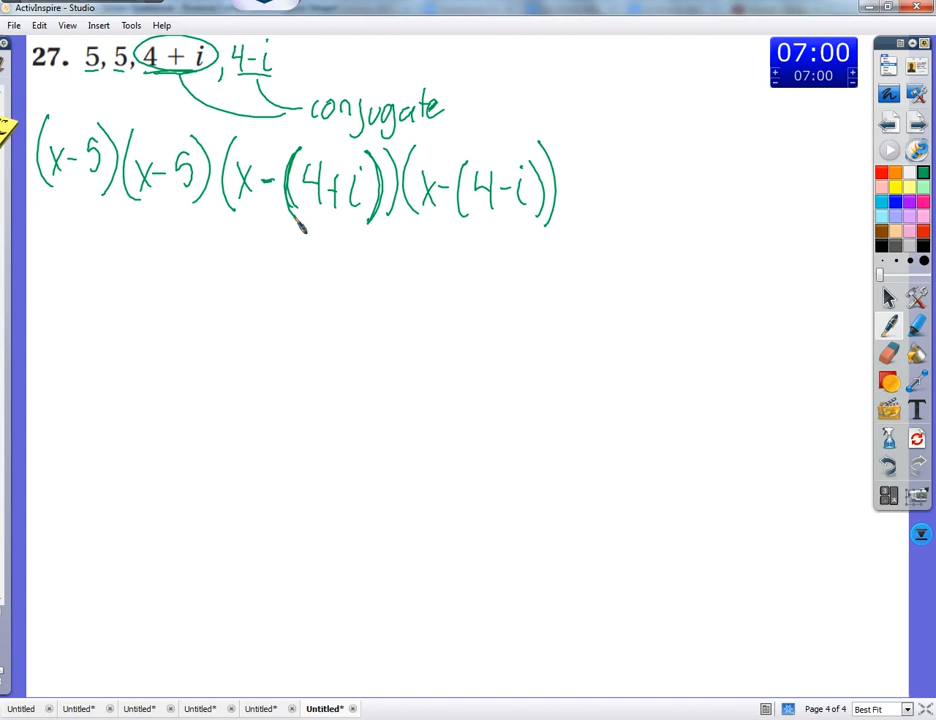 ActivInspire - Studio
File Edit View Insert Tools Help
27. 5, 5, 4 + i, 4-i
conjugate
(x-5)(x-5)(x-(4+i))(x-(4-i))
07:00
07:00
Untitled Untitled* Untitled* Untitled* Untitled* Untitled* Page 4 of 4 Best Fit